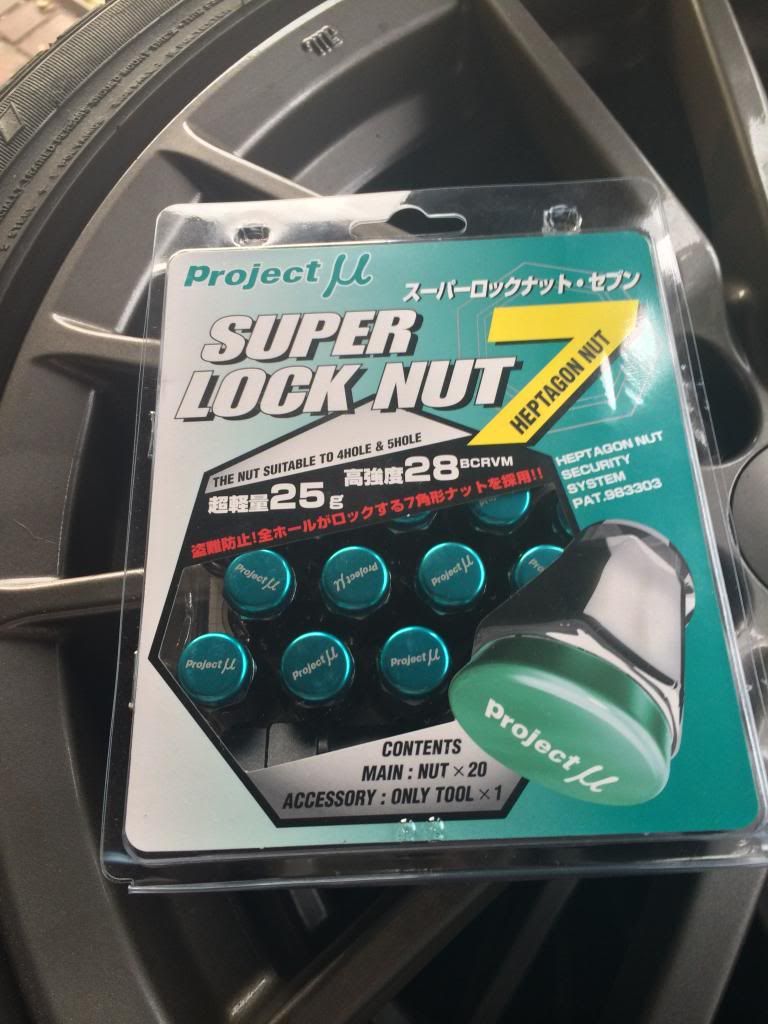 Project μ
スーパーロックナット・セブン
SUPER
LOCK NUT
7
HEPTAGON NUT
THE NUT SUITABLE TO 4HOLE & 5HOLE
超軽量25g 高強度28BCRVM
盗難防止!全ホールがロックする7角形ナットを採用!!
HEPTAGON NUT
SECURITY
SYSTEM
PAT.983303
Project μ
Project μ
Project μ
Project μ
Project μ
Project μ
Project μ
CONTENTS
MAIN : NUT × 20
ACCESSORY : ONLY TOOL × 1